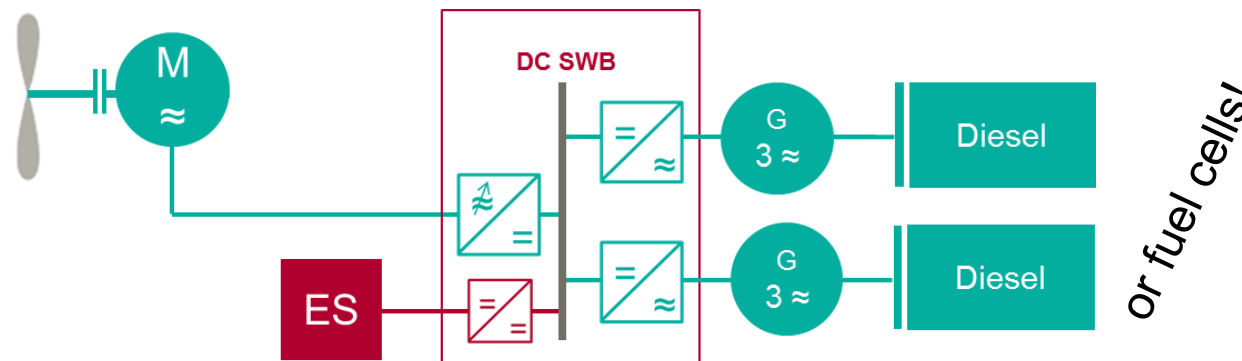 M
≈
DC SWB
=
≈
G
3 ≈
Diesel
≈
=
ES
=
=
=
≈
G
3 ≈
Diesel
or fuel cells!